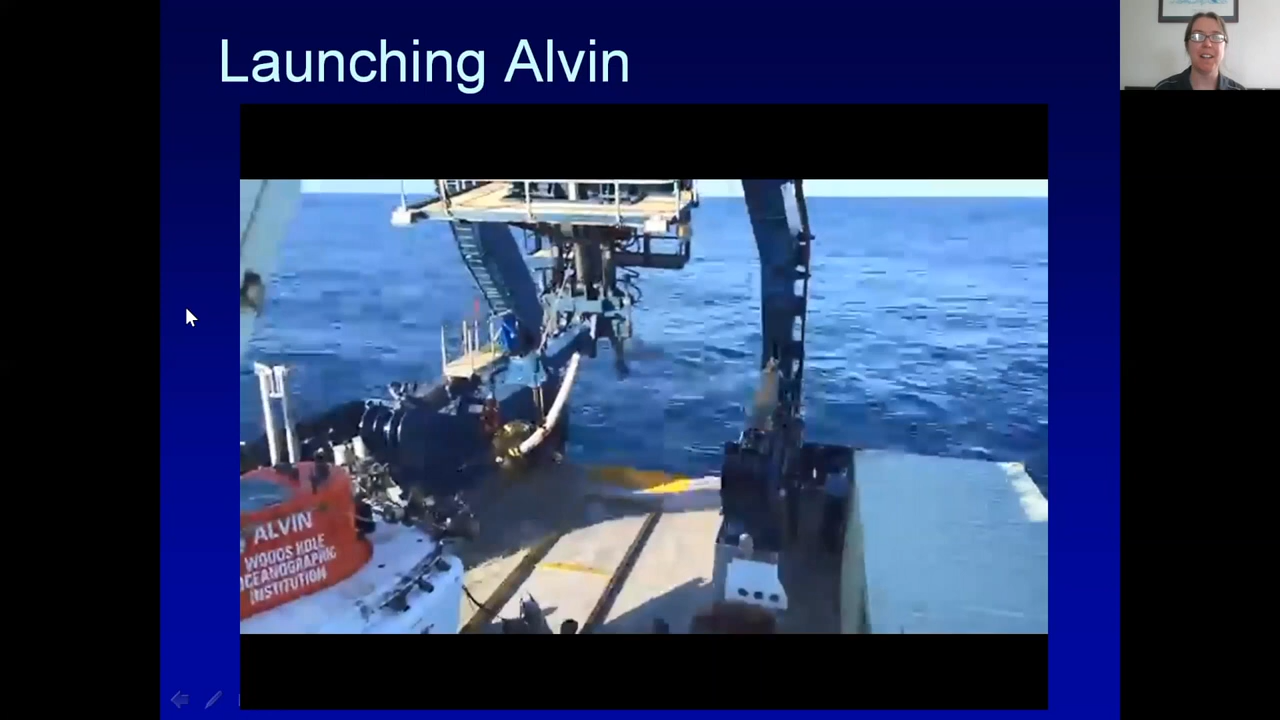 Launching Alvin
ALVIN
WOODS HOLE
OCEANOGRAPHIC
INSTITUTION